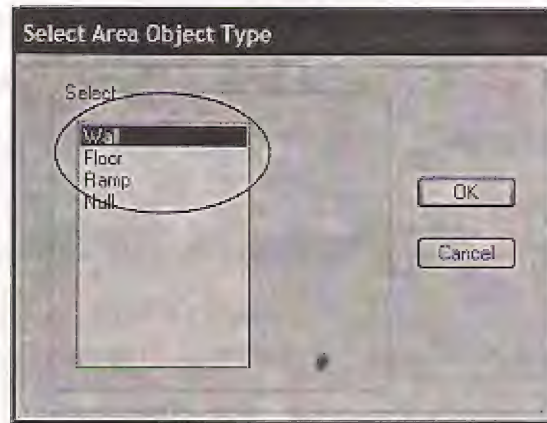 Select Area Object Type
Select
Wall
Floor
Ramp
Null
OK
Cancel